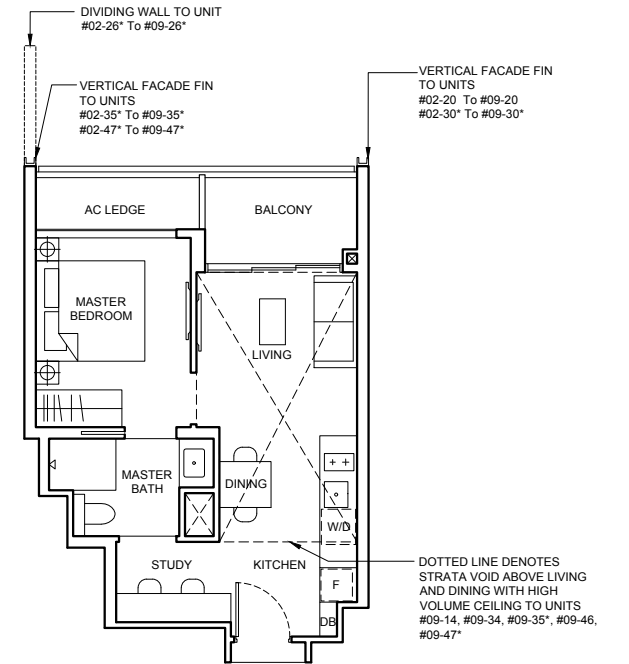 DIVIDING WALL TO UNIT
#02-26* To #09-26*
VERTICAL FACADE FIN
TO UNITS
#02-35* To #09-35*
#02-47* To #09-47*
VERTICAL FACADE FIN
TO UNITS
#02-20 To #09-20
#02-30* To #09-30*
AC LEDGE
BALCONY
MASTER
BEDROOM
LIVING
MASTER
BATH
DINING
W/D
STUDY
KITCHEN
F
DB
DOTTED LINE DENOTES
STRATA VOID ABOVE LIVING
AND DINING WITH HIGH
VOLUME CEILING TO UNITS
#09-14, #09-34, #09-35*, #09-46,
#09-47*